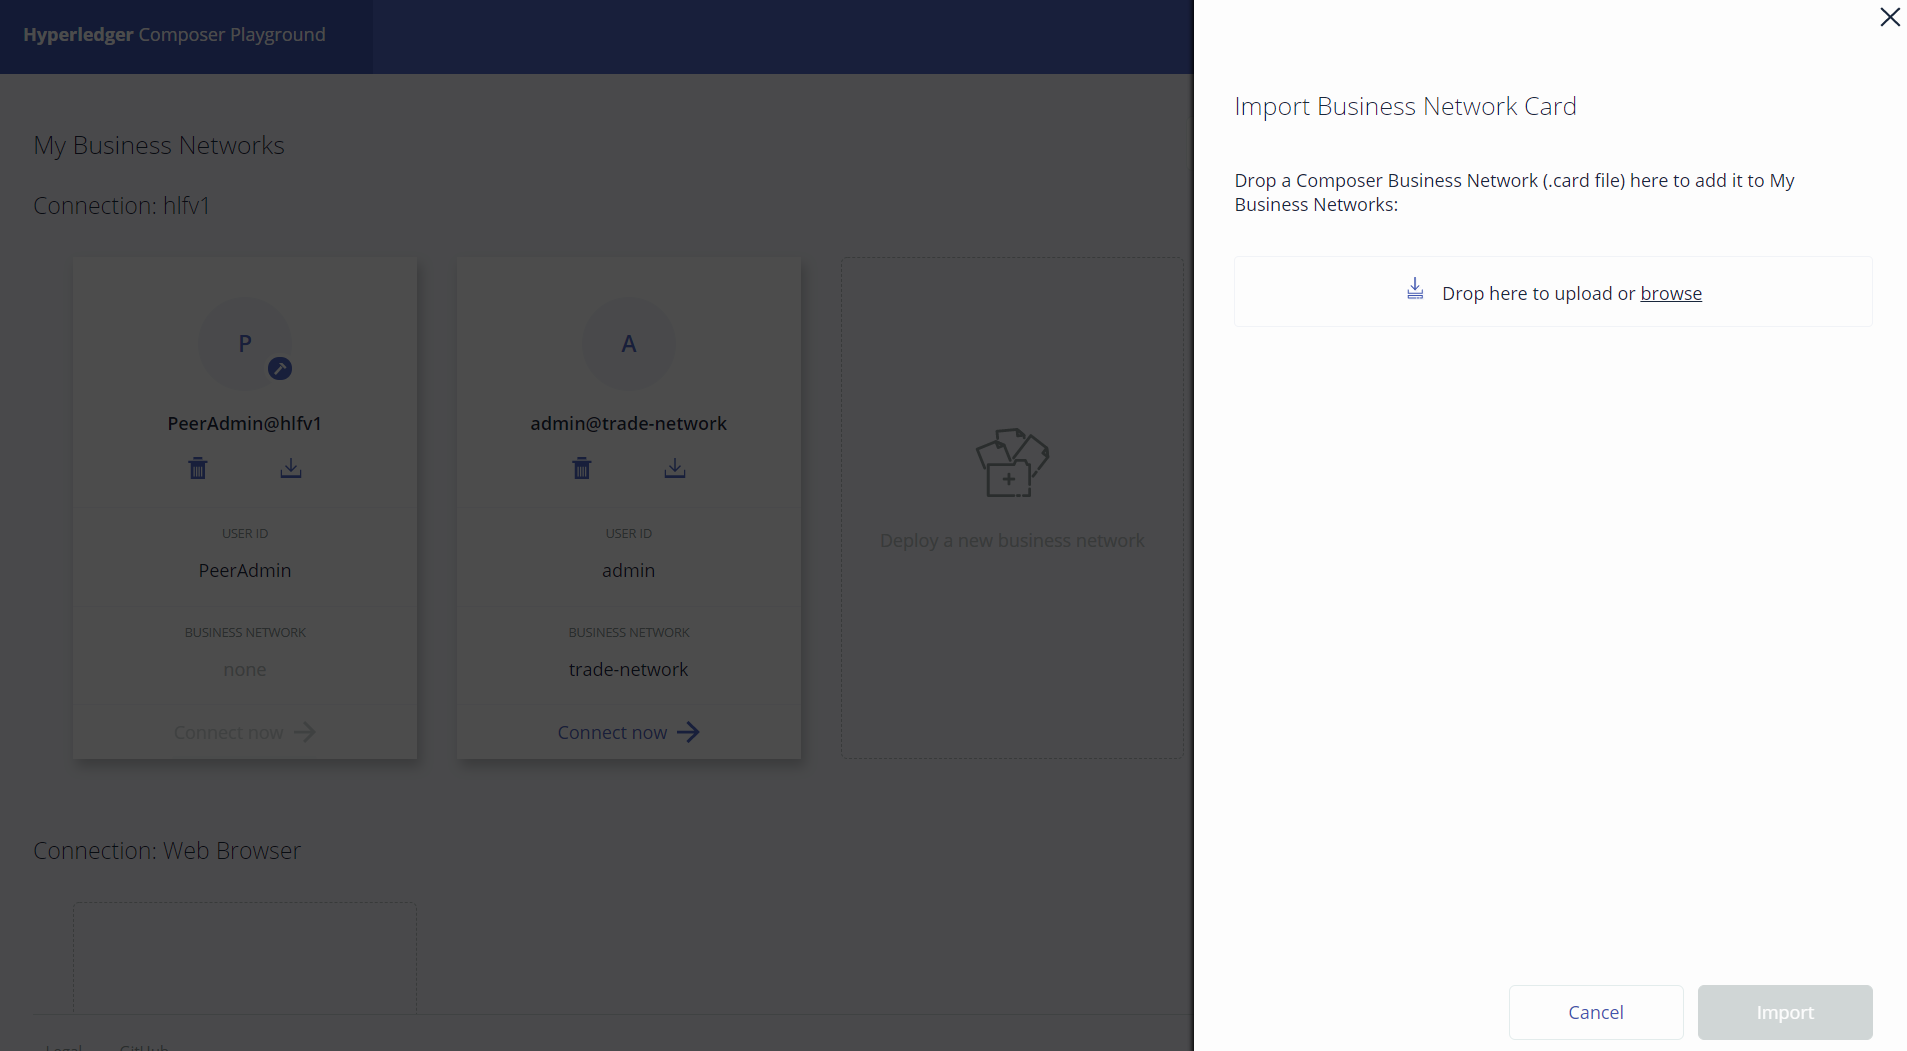 Hyperledger Composer Playground
My Business Networks
Connection: hlfv1
P
PeerAdmin@hlfv1
USER ID
PeerAdmin
BUSINESS NETWORK
none
Connect now
A
admin@trade-network
USER ID
admin
BUSINESS NETWORK
trade-network
Connect now
Deploy a new business network
Connection: Web Browser
Legal GitHub
Import Business Network Card
Drop a Composer Business Network (.card file) here to add it to My
Business Networks:
Drop here to upload or browse
Cancel
Import